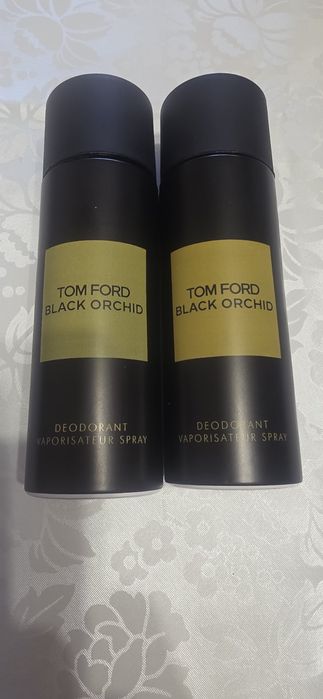 TOM FORD
BLACK ORCHID
DEODORANT
VAPORISATEUR SPRAY
TOM FORD
BLACK ORCHID
DEODORANT
VAPORISATEUR SPRAY